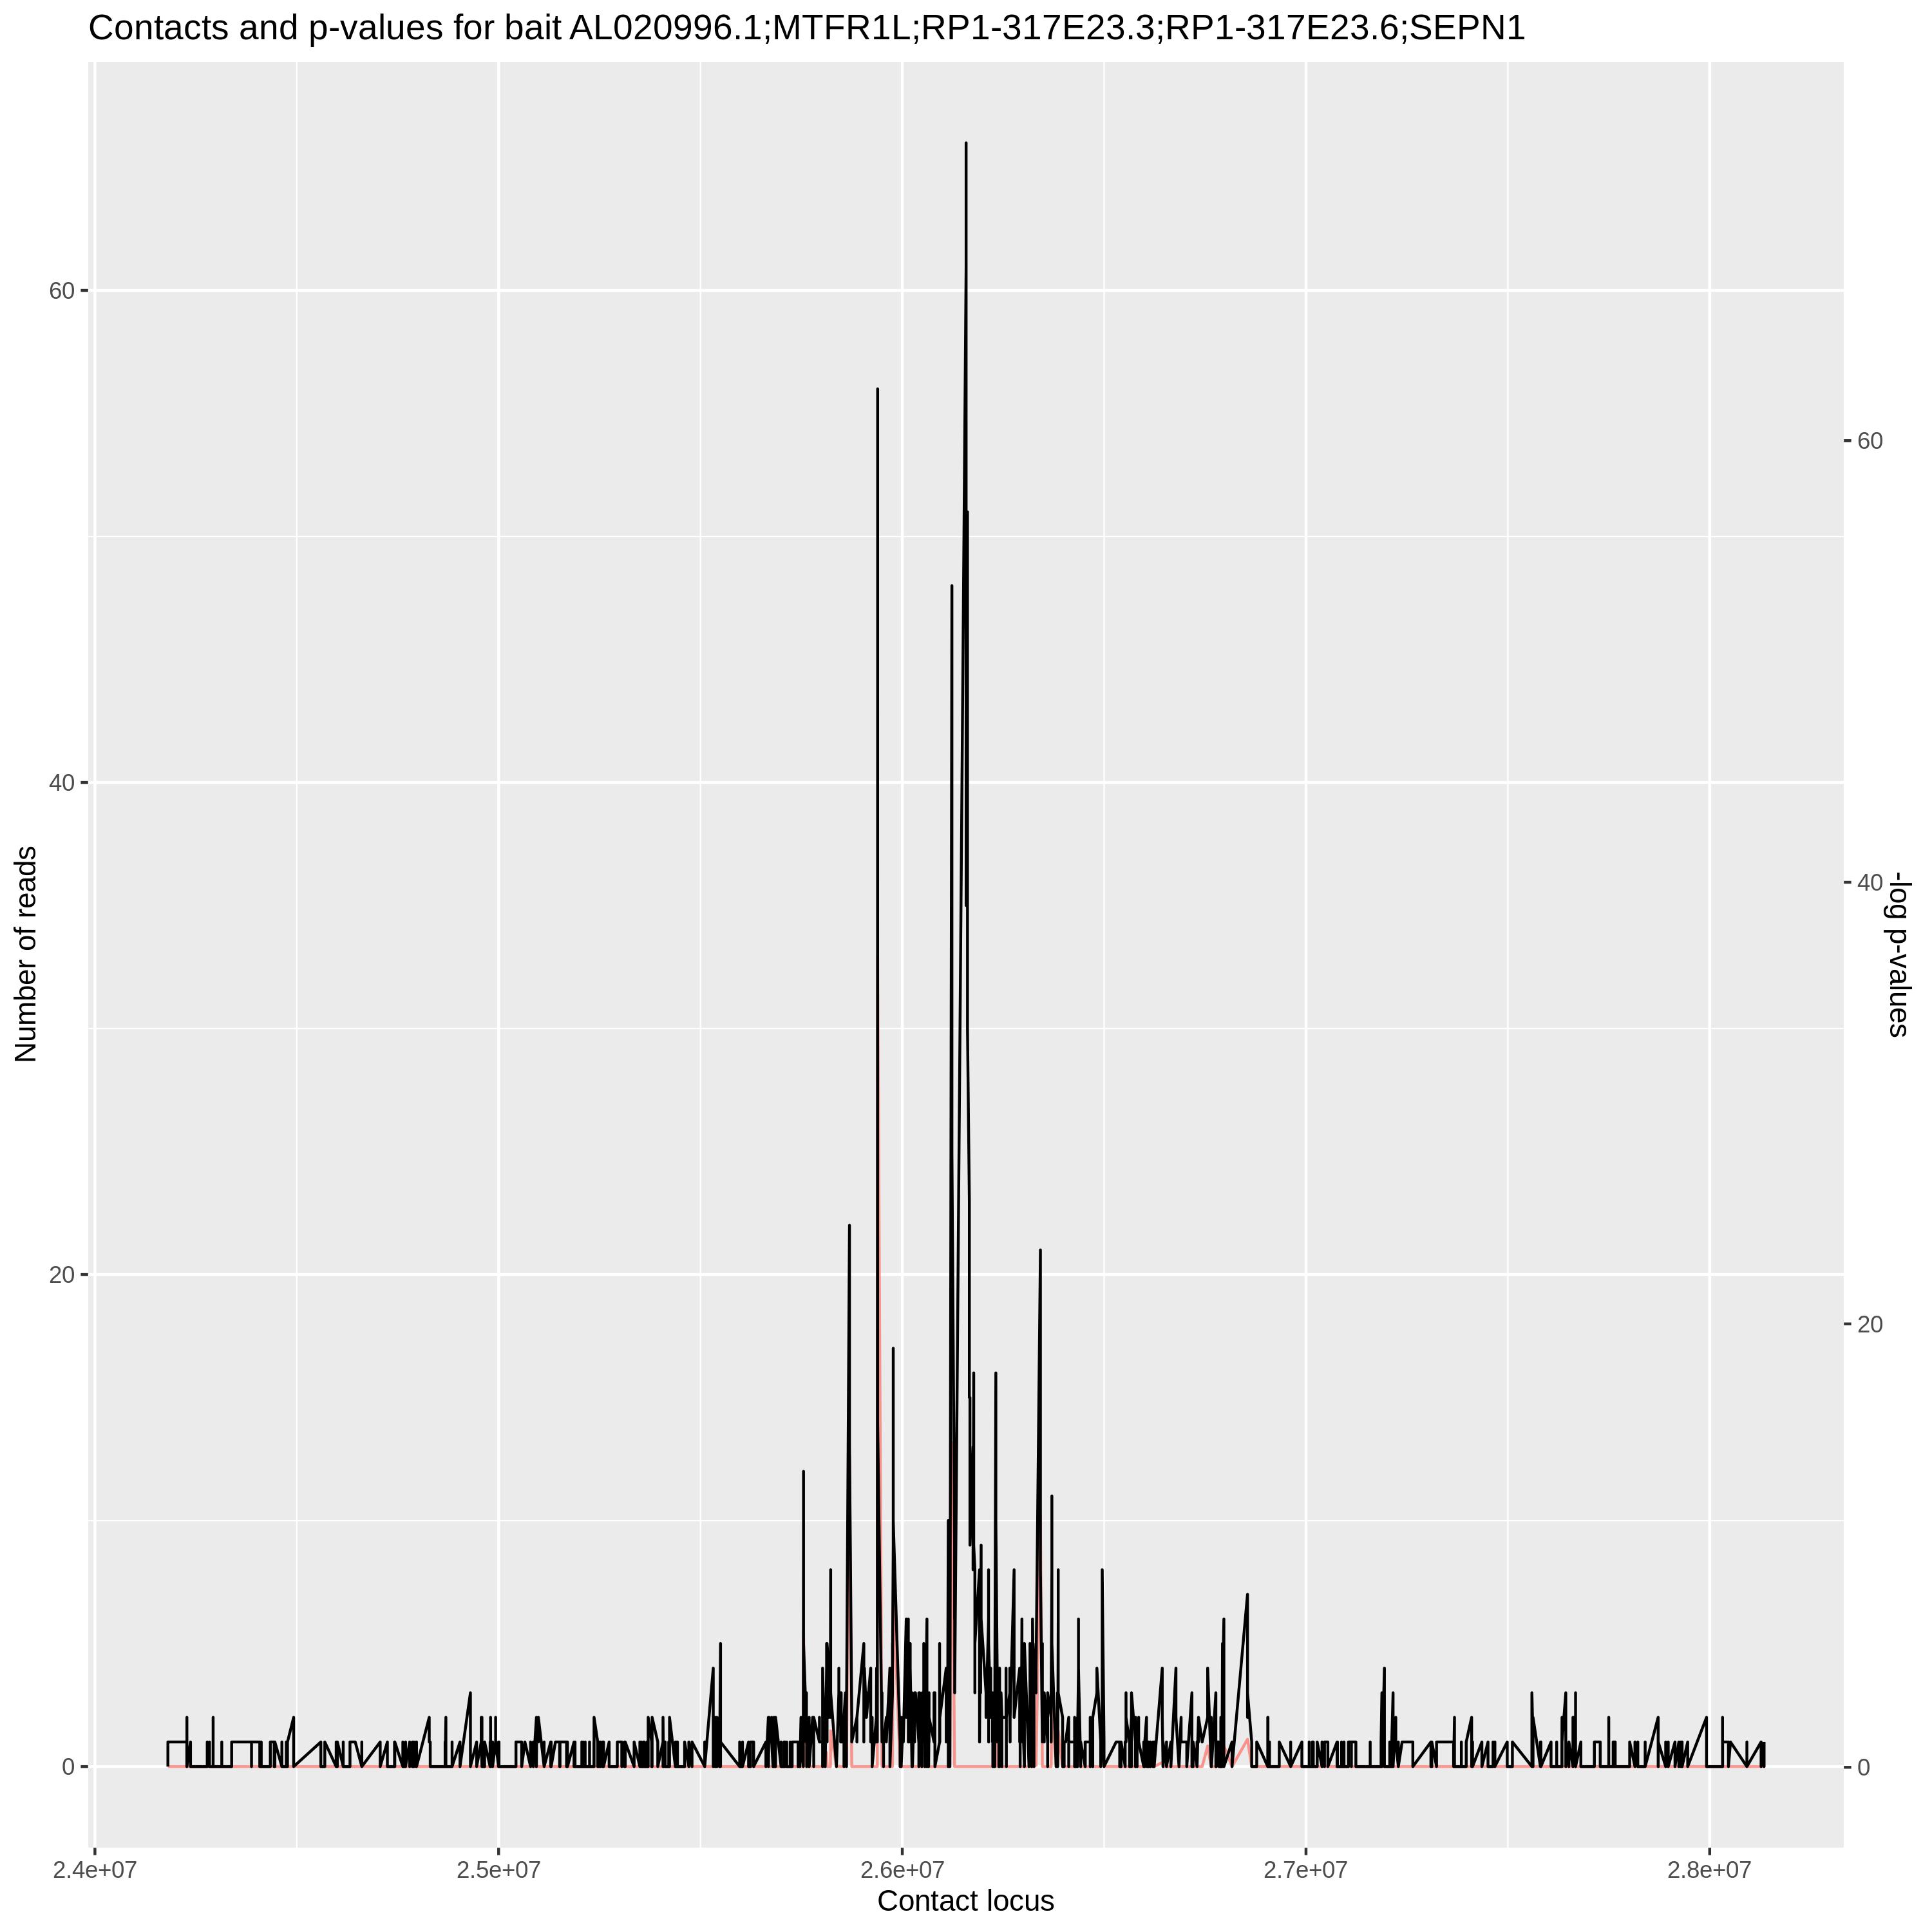 Contacts and p-values for bait AL020996.1;MTFR1L;RP1-317E23.3;RP1-317E23.6;SEPN1
60
40
20
0
Number of reads
60
40
20
0
-log p-values
2.4e+07 2.5e+07 2.6e+07 2.7e+07 2.8e+07
Contact locus